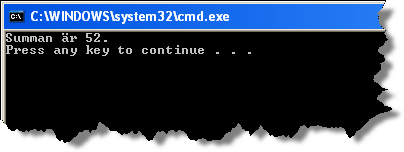 C:\WINDOWS\system32\cmd.exe
Summan är 52.
Press any key to continue . . .